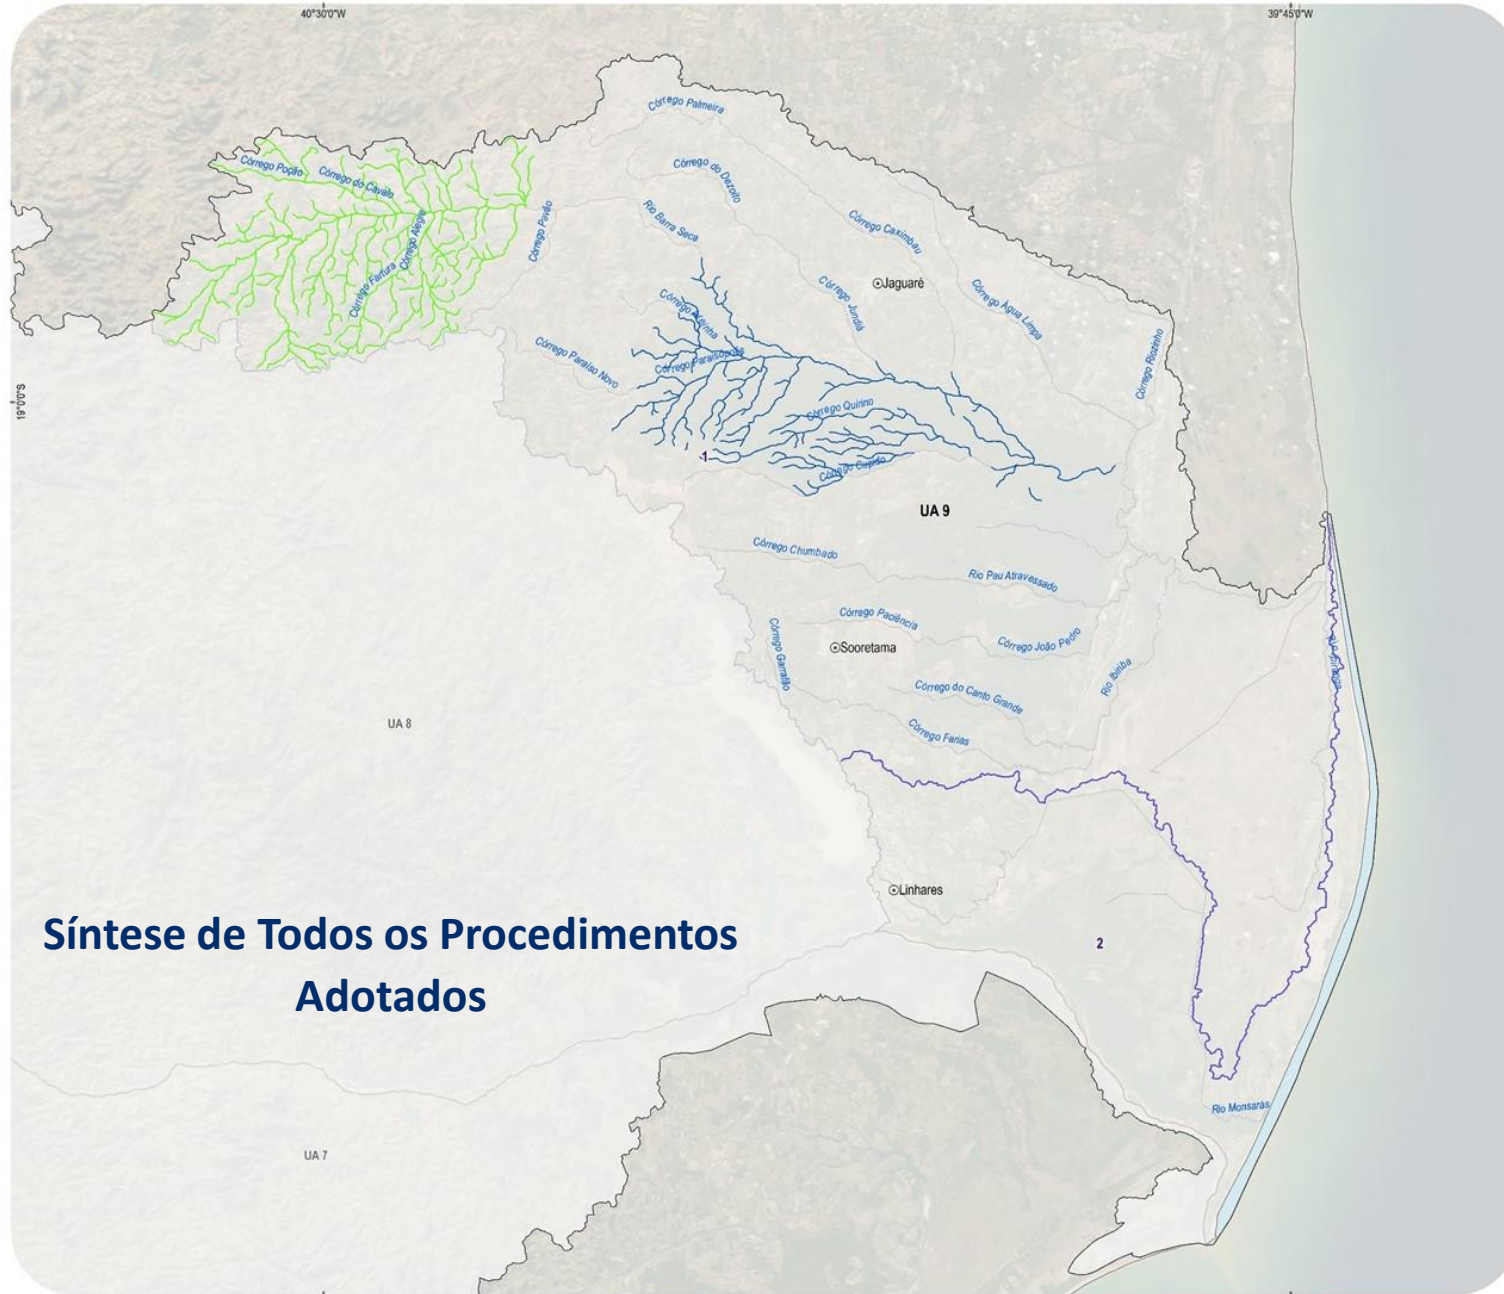 40°30'0"W
39°45'0"W
Córrego Palmeira
Córrego Poção
Córrego do Cavalo
Córrego do Dezoito
Córrego Pavão
Rio Barra Seca
Córrego Alegre
Córrego Caximbau
Córrego Fartura
Jaguaré
Córrego Jundiá
Córrego Água Limpa
Córrego Riozinho
Córrego Paraíso Novo
Córrego Paraisópolis
19°0'0"S
Córrego Quirino
1
Córrego Cupido
UA 9
Córrego Chumbado
Rio Pau Atravessado
Córrego Paciência
Córrego João Pedro
Sooretama
Córrego Garrafão
Rio Ibiriba
Córrego do Canto Grande
UA 8
Córrego Farias
Linhares
Síntese de Todos os Procedimentos
Adotados
2
Rio Monsarás
UA 7